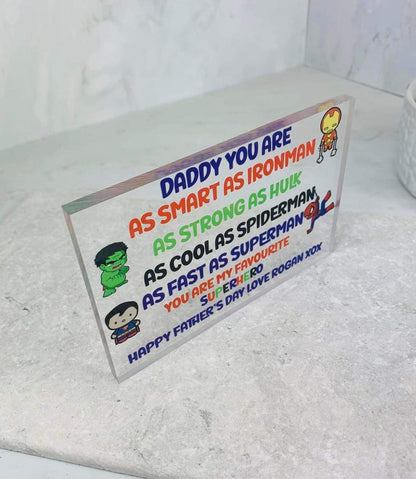 DADDY YOU ARE
AS SMART AS IRONMAN
AS STRONG AS HULK
AS COOL AS SPIDERMAN
AS FAST AS SUPERMAN
YOU ARE MY FAVOURITE
SUPERHERO
HAPPY FATHER'S DAY LOVE ROGAN XOX